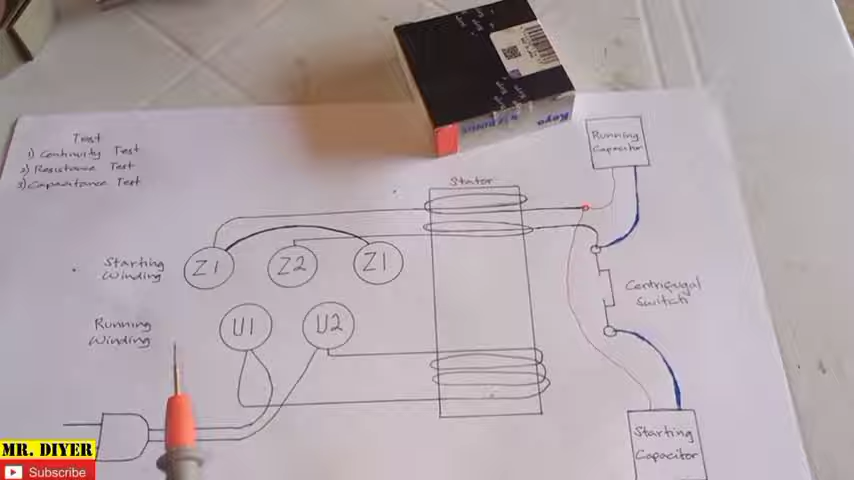 Test
1) Continuity Test
2) Resistance Test
3) Capacitance Test
Koyo
Running
Capacitor
Stator
Starting
Winding
Z1
Z2
Z1
Centrifugal
Switch
Running
Winding
U1
U2
Starting
Capacitor
MR. DIYER
Subscribe